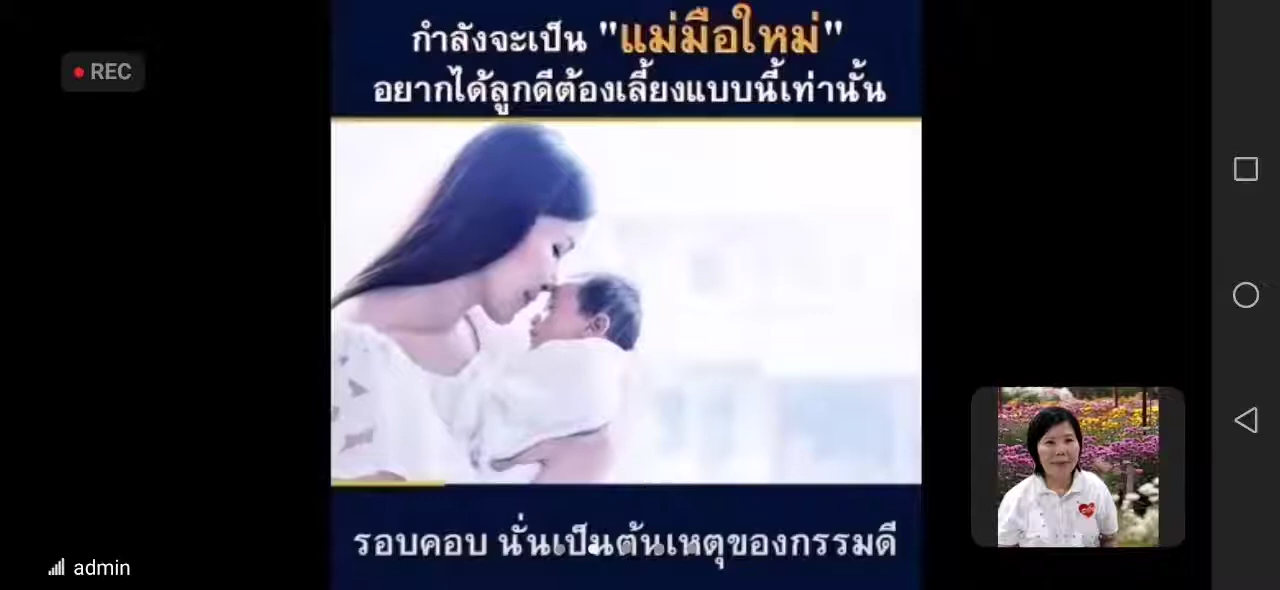 กำลังจะเป็น "แม่มือใหม่"
อยากได้ลูกดีต้องเลี้ยงแบบนี้เท่านั้น
REC
รอบคอบ นั่นเป็นต้นเหตุของกรรมดี
admin